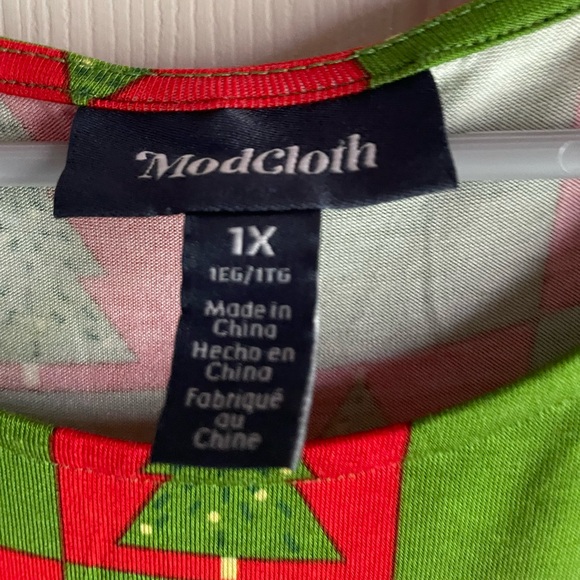 ModCloth
1X
1EG/1TG
Made in
China
Hecho en
China
Fabriqué
au
Chine